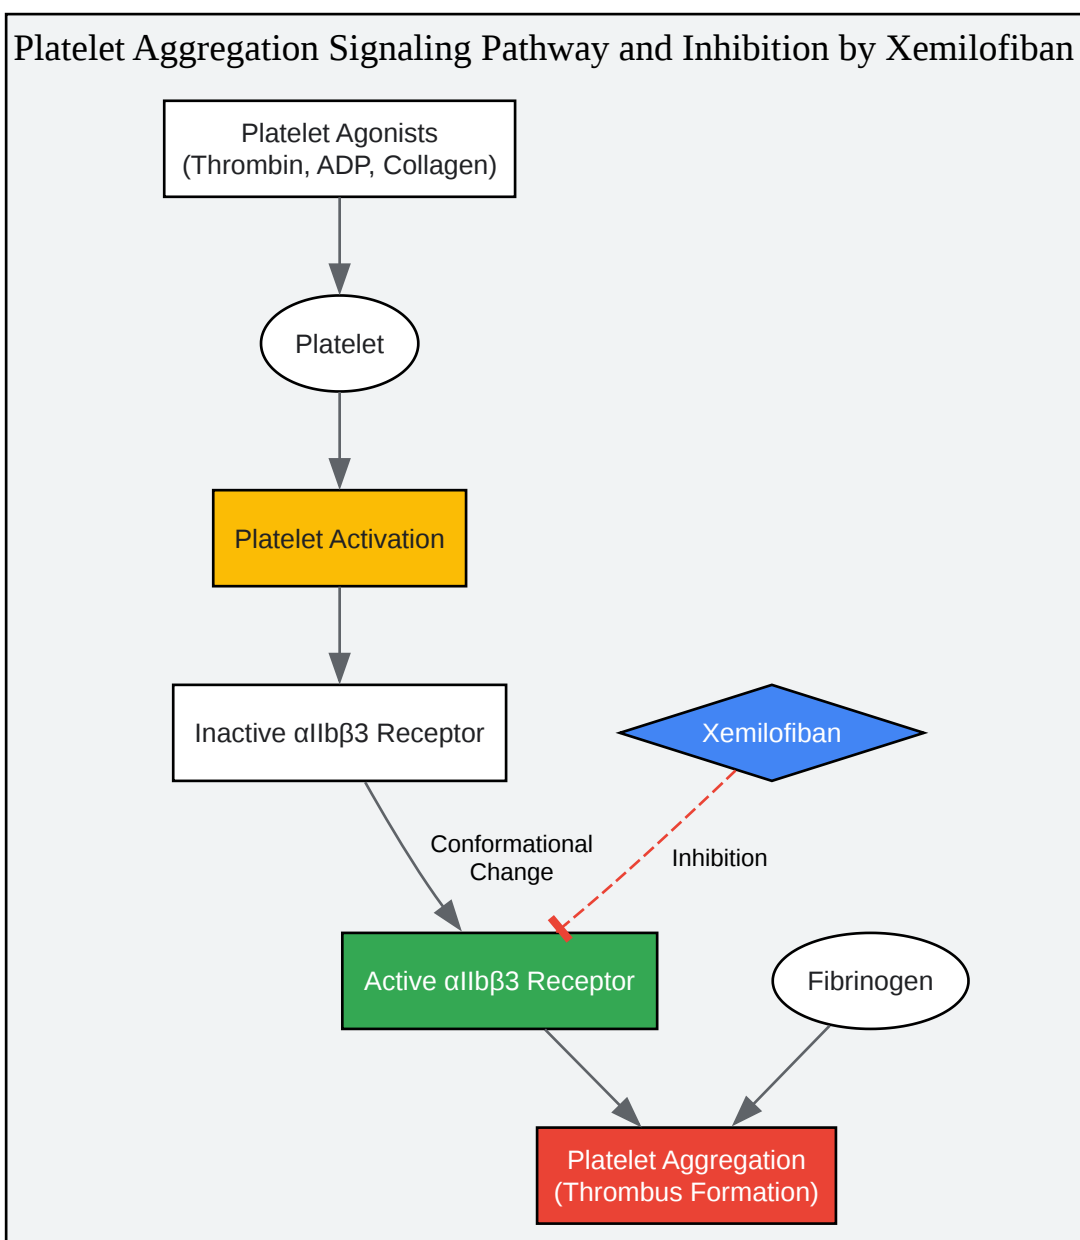 Platelet Aggregation Signaling Pathway and Inhibition by Xemilofiban
Platelet Agonists
(Thrombin, ADP, Collagen)
Platelet
Platelet Activation
Inactive αIIbβ3 Receptor
Xemilofiban
Conformational
Change
Inhibition
Active αIIbβ3 Receptor
Fibrinogen
Platelet Aggregation
(Thrombus Formation)